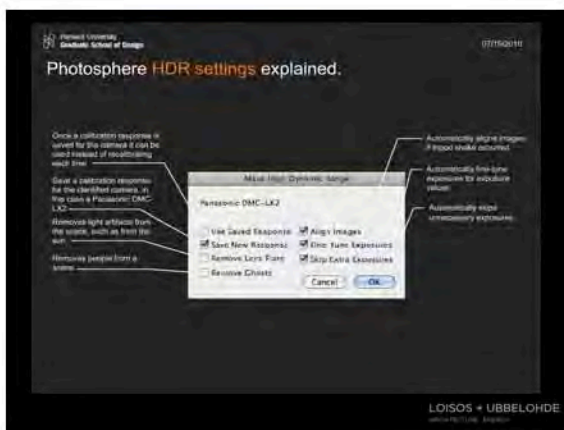 Harvard University
Graduate School of Design
07/15/2010
Photosphere HDR settings explained.
Once a calibration response is
saved for the camera it can be
used instead of recalibrating
each time.
Save a calibration response
for the identified camera, in
this case a Panasonic DMC-
LX2
Removes light artifacts from
the scene, such as from the
sun.
Removes people from a
scene.
Make High Dynamic Range
Panasonic DMC-LX2
Use Saved Response
Align Images
Save New Response
Fine Tune Exposures
Remove Lens Flare
Skip Extra Exposures
Remove Ghosts
Cancel
OK
Automatically aligns images
if tripod shake occurred.
Automatically fine-tune
exposures for exposure
values.
Automatically skips
unnecessary exposures.
LOISOS + UBBELOHDE
ARCHITECTURE ENERGY